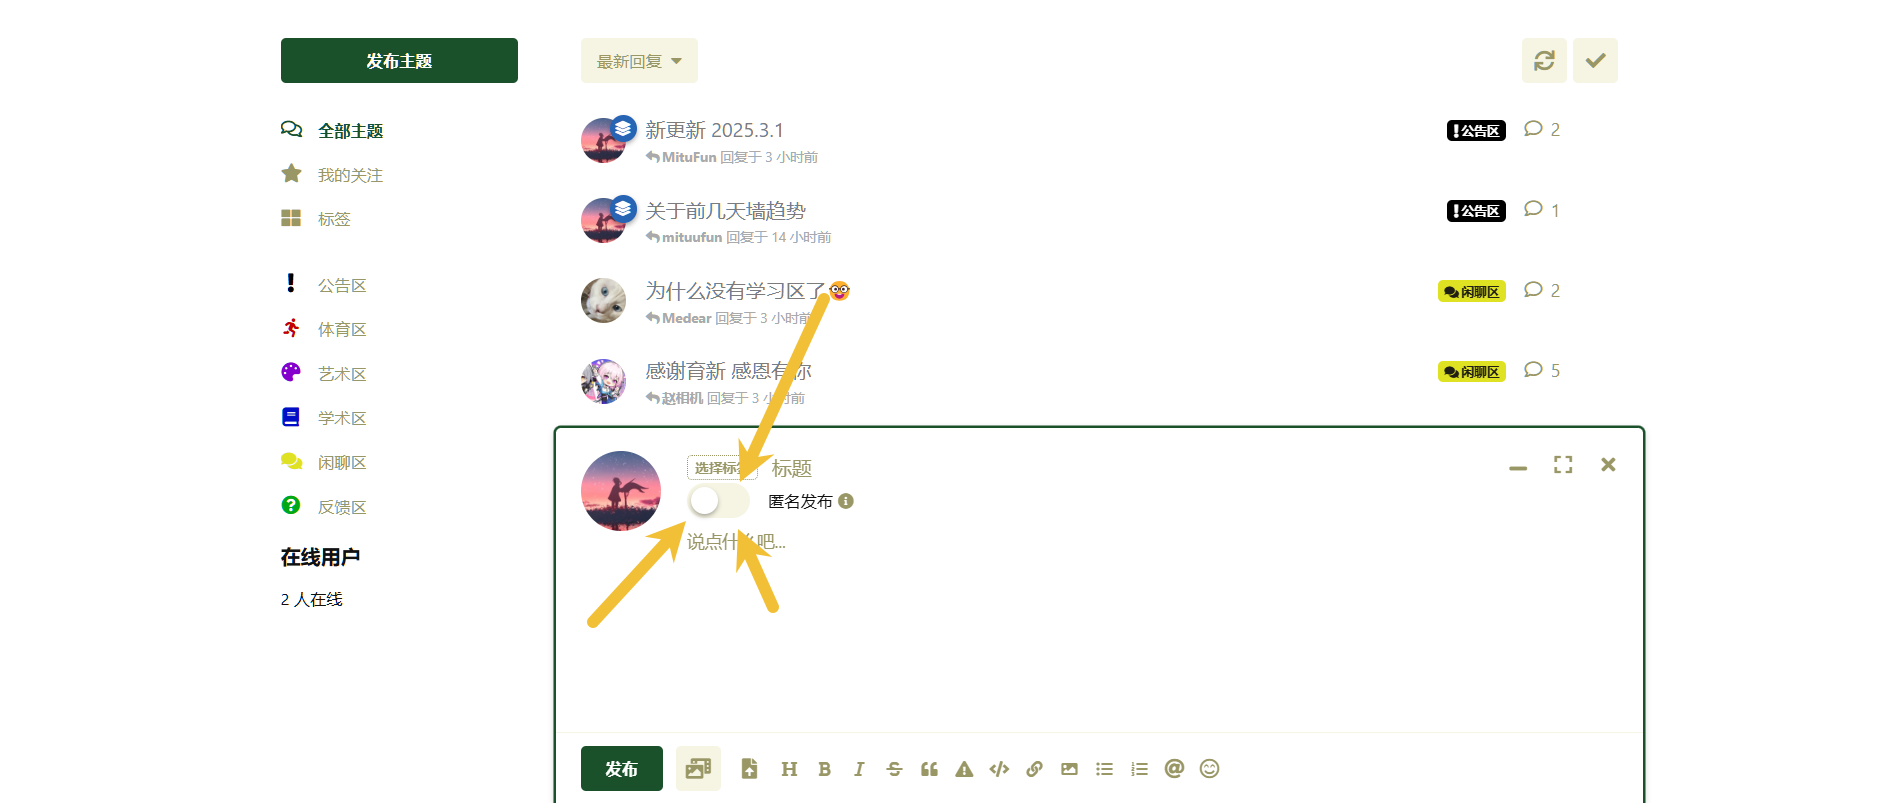 发布主题
最新回复
全部主题
我的关注
标签
公告区
体育区
艺术区
学术区
闲聊区
反馈区
在线用户
2 人在线
新更新 2025.3.1
MituFun 回复于 3 小时前
公告区 2
关于前几天墙趋势
mituufun 回复于 14 小时前
公告区 1
为什么没有学习区了🤓
Medear 回复于 3 小时前
闲聊区 2
感谢育新 感恩有你
赵相机 回复于 3 小时前
闲聊区 5
选择标签 标题
匿名发布
说点什么吧...
发布